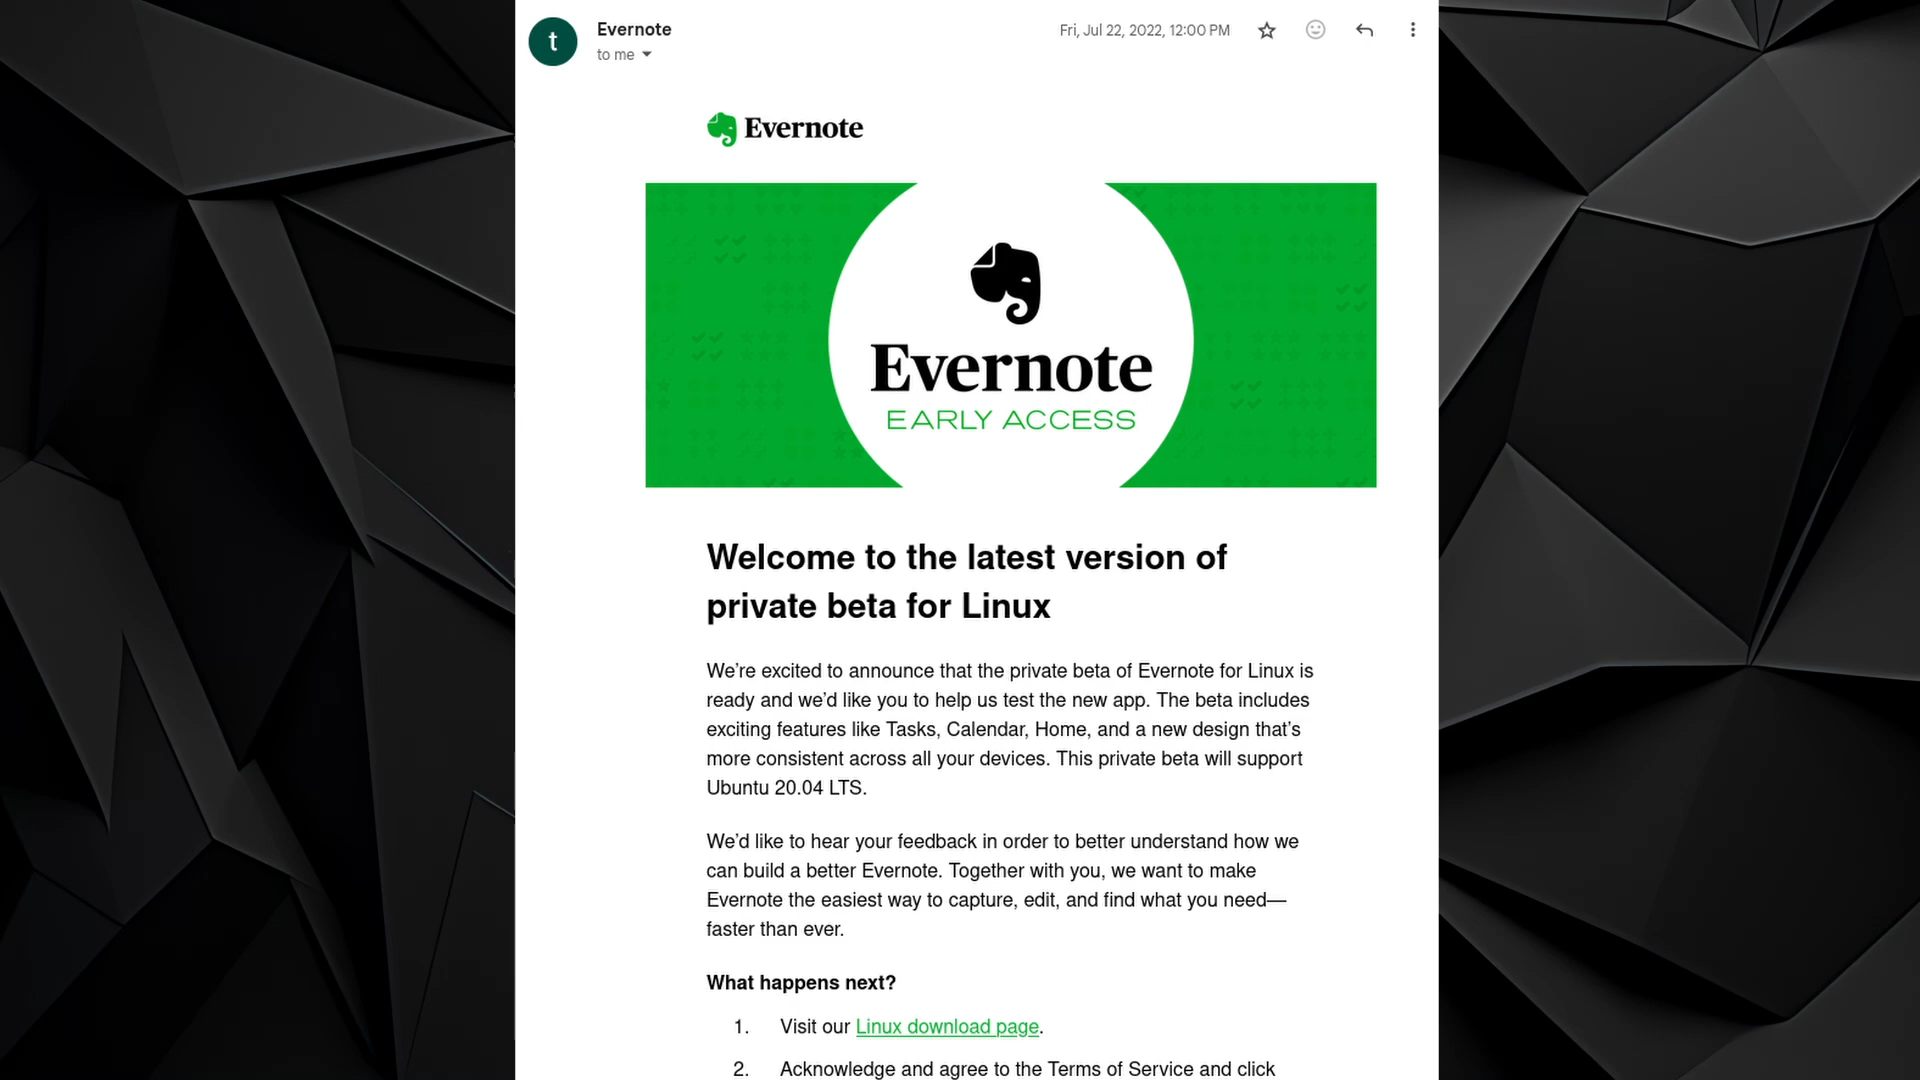 t
Evernote
Fri, Jul 22, 2022, 12:00 PM
to me
Evernote
Evernote
EARLY ACCESS
Welcome to the latest version of
private beta for Linux
We’re excited to announce that the private beta of Evernote for Linux is
ready and we’d like you to help us test the new app. The beta includes
exciting features like Tasks, Calendar, Home, and a new design that’s
more consistent across all your devices. This private beta will support
Ubuntu 20.04 LTS.
We’d like to hear your feedback in order to better understand how we
can build a better Evernote. Together with you, we want to make
Evernote the easiest way to capture, edit, and find what you need—
faster than ever.
What happens next?
1. Visit our Linux download page.
2. Acknowledge and agree to the Terms of Service and click